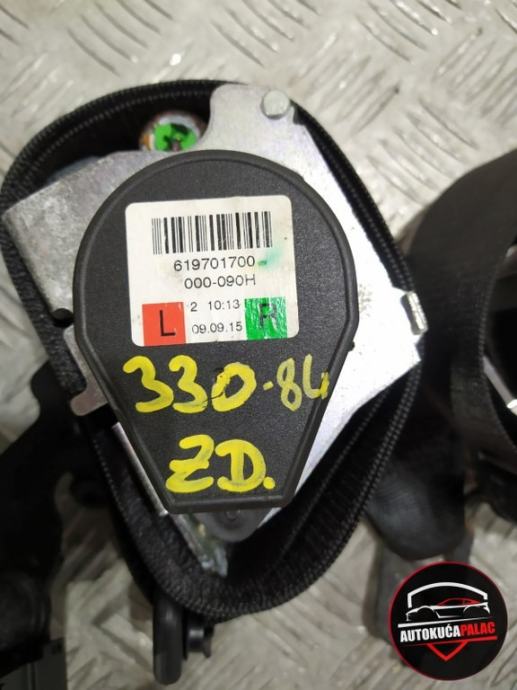 619701700
000-090H
L 2 10:13 R
09.09.15
330-84
ZD.
AUTOKUĆAPALAC